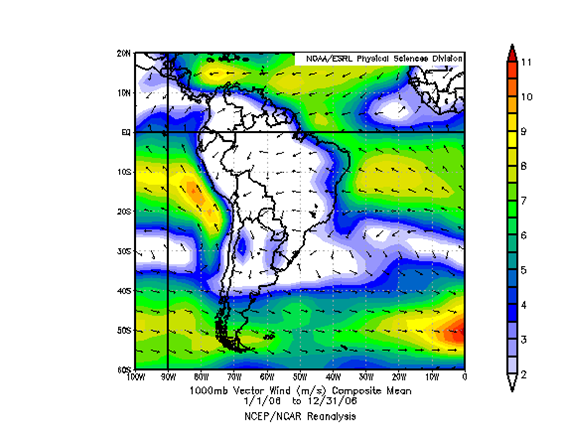 NOAA/ESRL Physical Sciences Division
20N
10N
EQ
10S
20S
30S
40S
50S
60S
100W 90W 80W 70W 60W 50W 40W 30W 20W 10W 0
1000mb Vector Wind (m/s) Composite Mean
1/1/06 to 12/31/06
NCEP/NCAR Reanalysis
11
10
9
8
7
6
5
4
3
2